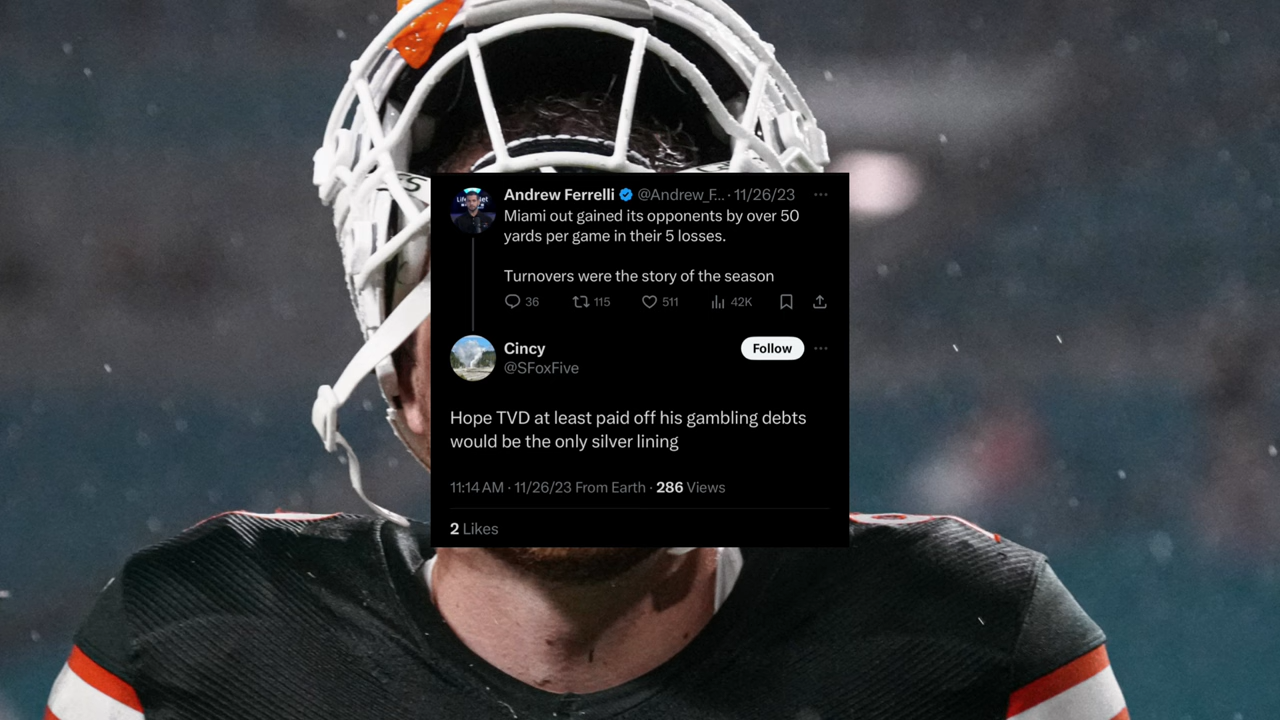 Andrew Ferrelli @Andrew_F... · 11/26/23
Miami out gained its opponents by over 50
yards per game in their 5 losses.
Turnovers were the story of the season
36 115 511 42K
Cincy
Follow
@SFoxFive
Hope TVD at least paid off his gambling debts
would be the only silver lining
11:14 AM · 11/26/23 From Earth · 286 Views
2 Likes